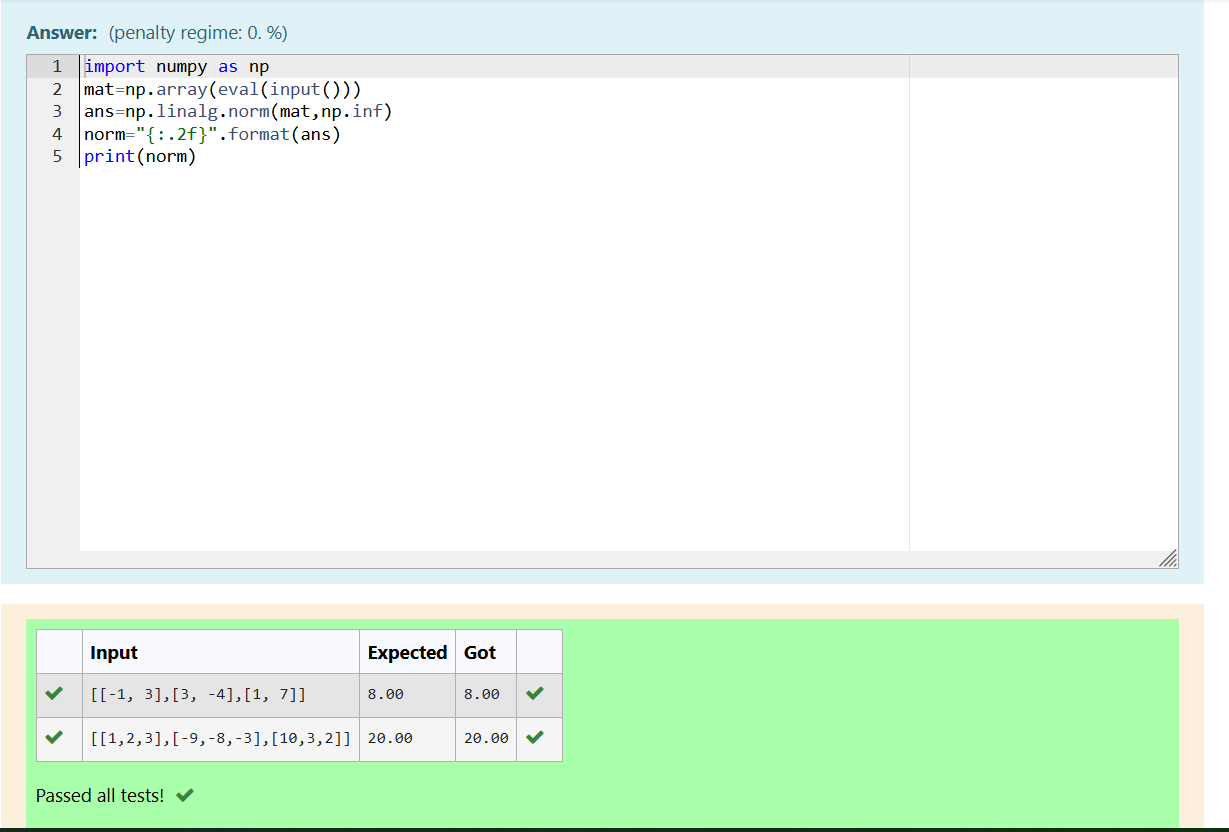 Answer: (penalty regime: 0. %)
1 import numpy as np
2 mat=np.array(eval(input()))
3 ans=np.linalg.norm(mat,np.inf)
4 norm="{:.2f}".format(ans)
5 print(norm)
Input Expected Got
[[-1, 3],[3, -4],[1, 7]] 8.00 8.00
[[1,2,3],[-9,-8,-3],[10,3,2]] 20.00 20.00
Passed all tests!